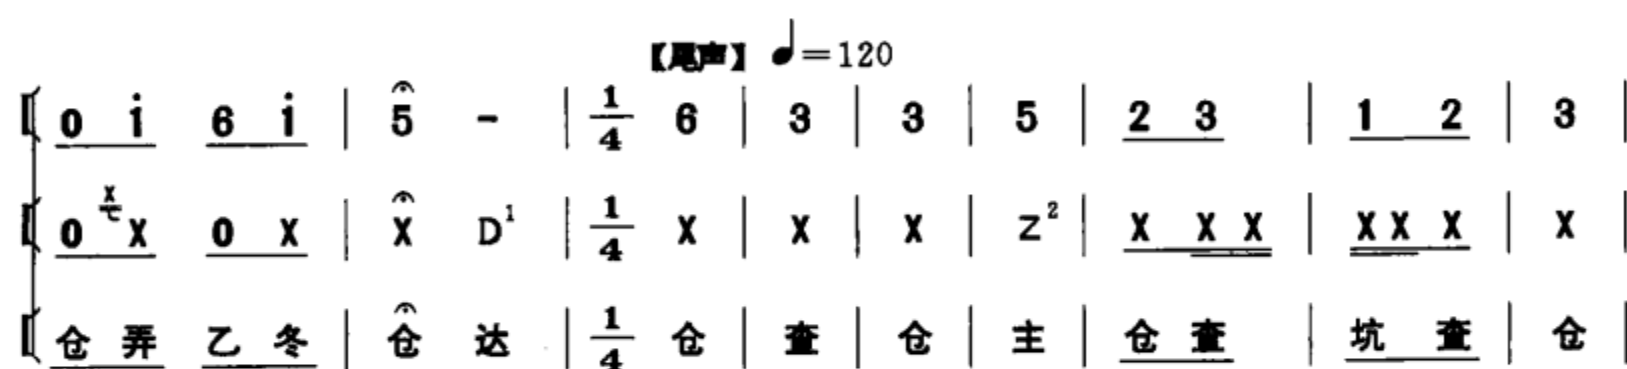 【尾声】 ♩=120
0 i̇ 6 i̇ | 5 - | 1/4 6 | 3 | 3 | 5 | 2 3 | 1 2 | 3 |
0 X X 0 X | X D¹ | 1/4 X | X | X | Z² | X X X | X X X | X |
仓 弄 乙 冬 | 仓 达 | 1/4 仓 | 查 | 仓 | 主 | 仓 查 | 坑 查 | 仓